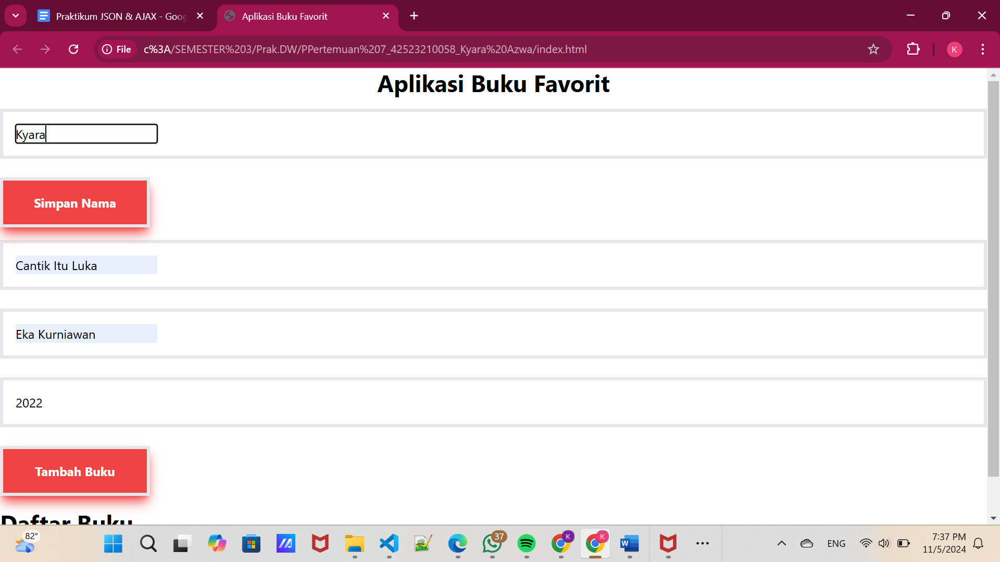 Praktikum JSON & AJAX - Goog
Aplikasi Buku Favorit
File
c%3A/SEMESTER%203/Prak.DW/PPertemuan%207_42523210058_Kyara%20Azwa/index.html
K
Aplikasi Buku Favorit
Kyara
Simpan Nama
Cantik Itu Luka
Eka Kurniawan
2022
Tambah Buku
Daftar Buku
82°
37
K
K
W
ENG
7:37 PM
11/5/2024